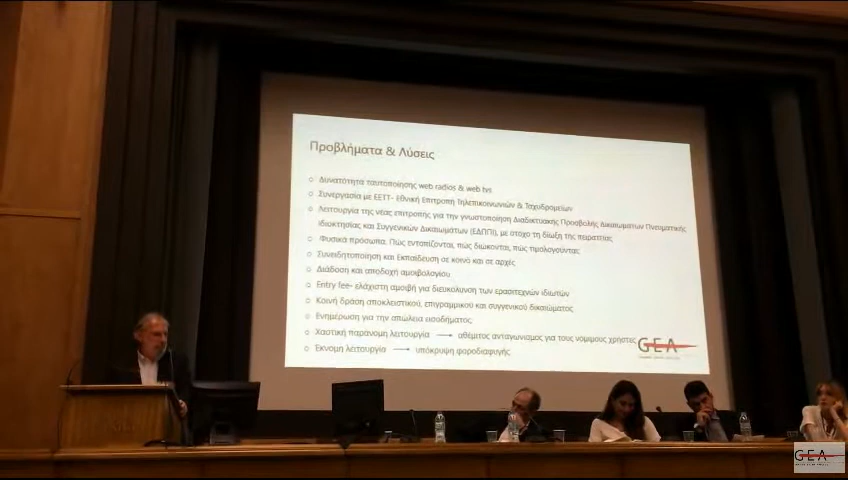 Προβλήματα & Λύσεις
○ Δυνατότητα ταυτοποίησης web radios & web tvs
○ Συνεργασία με ΕΕΤΤ- Εθνική Επιτροπή Τηλεπικοινωνιών & Ταχυδρομείων
○ Λειτουργία της νέας επιτροπής για την γνωστοποίηση Διαδικτυακής Προσβολής Δικαιωμάτων Πνευματικής
Ιδιοκτησίας και Συγγενικών Δικαιωμάτων (ΕΔΠΠΙ), με στόχο τη δίωξη της πειρατείας
○ Φυσικά πρόσωπα. Πώς εντοπίζονται, πώς διώκονται, πώς τιμολογούνται;
○ Συνειδητοποίηση και Εκπαίδευση σε κοινό και σε αρχές
○ Διάδοση και αποδοχή αμοιβολογίου
○ Entry fee- ελάχιστη αμοιβή για διευκόλυνση των ερασιτεχνών ιδιωτών
○ Κοινή δράση αποκλειστικού, επιγραμμικού και συγγενικού δικαιώματος
○ Ενημέρωση για την απώλεια εισοδήματος
○ Χαοτική παράνομη λειτουργία → αθέμιτος ανταγωνισμός για τους νόμιμους χρήστες
○ Έκνομη λειτουργία → υπόκρυψη φοροδιαφυγής
GEA
GEA